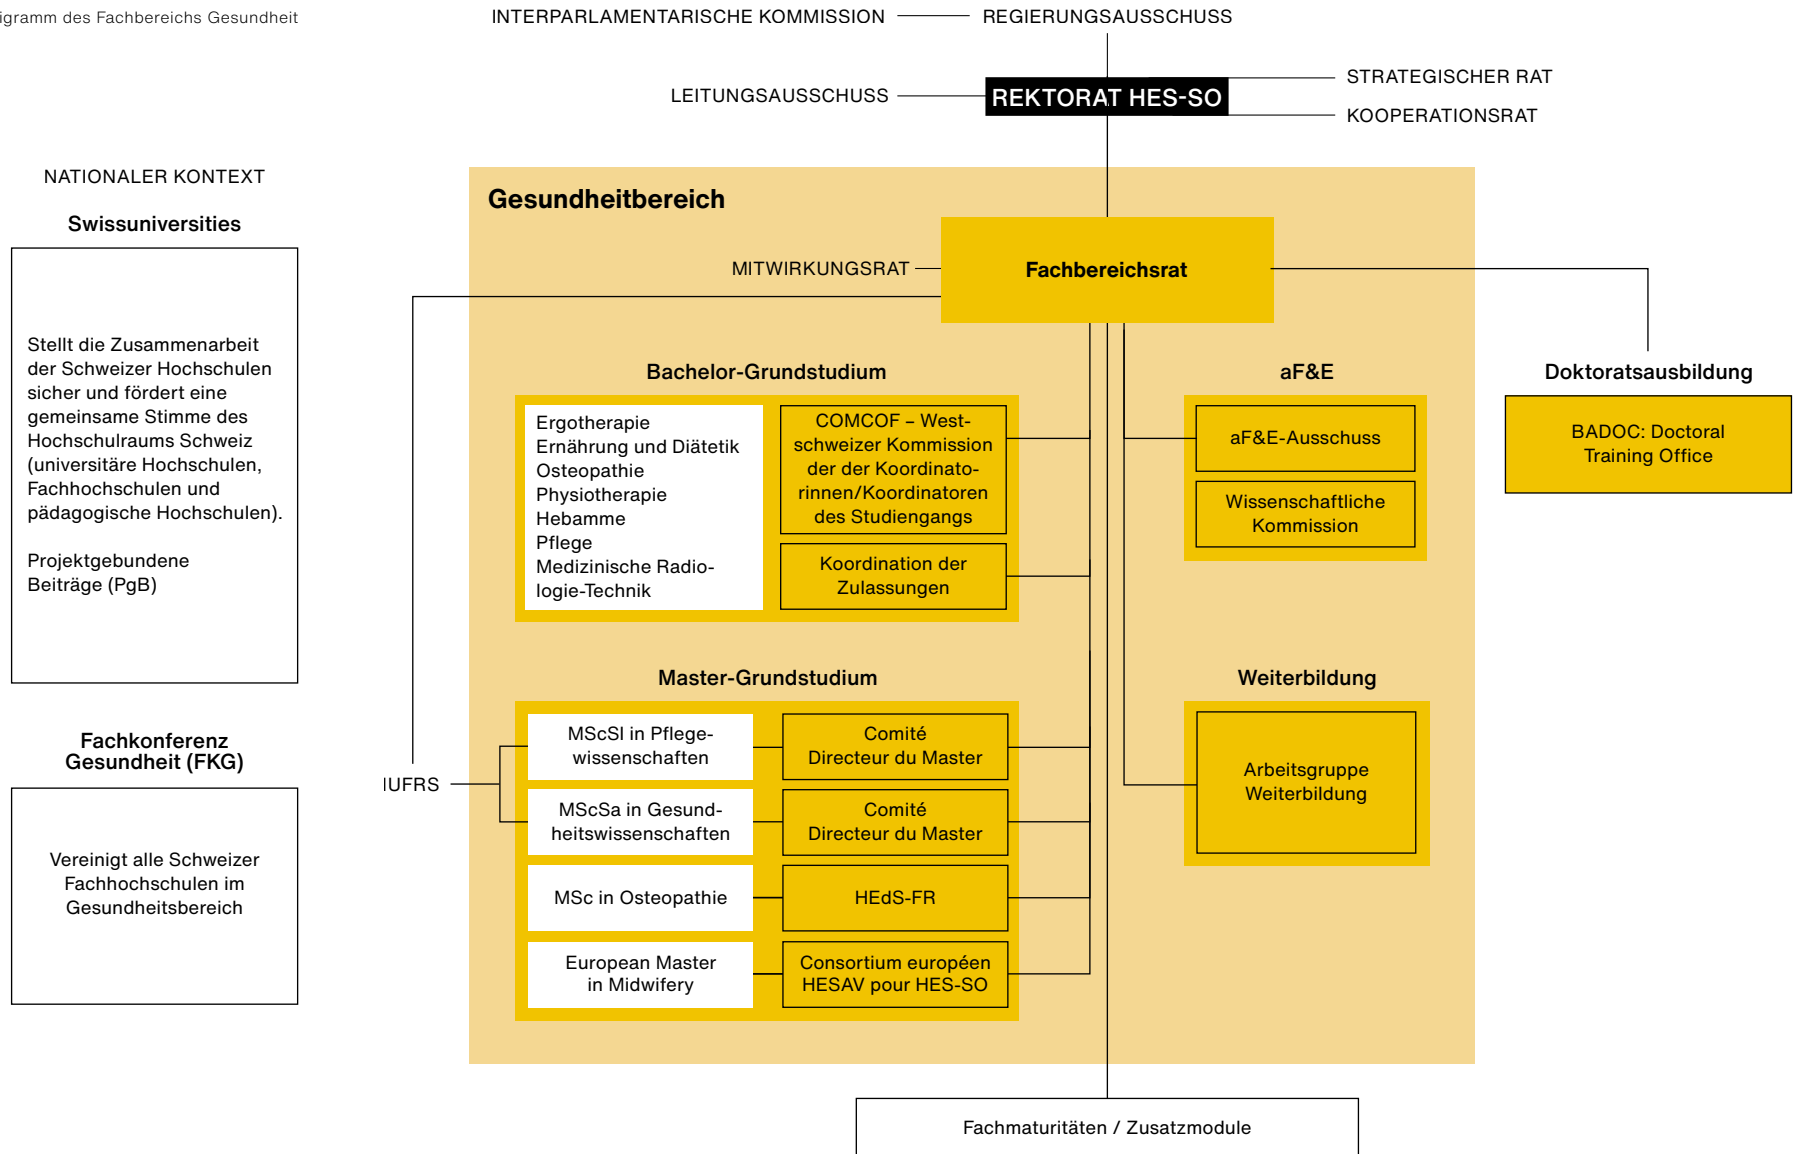 igramm des Fachbereichs Gesundheit
INTERPARLAMENTARISCHE KOMMISSION
REGIERUNGSAUSSCHUSS
LEITUNGSAUSSCHUSS
REKTORAT HES-SO
STRATEGISCHER RAT
KOOPERATIONSRAT
NATIONALER KONTEXT
Swissuniversities
Stellt die Zusammenarbeit
der Schweizer Hochschulen
sicher und fördert eine
gemeinsame Stimme des
Hochschulraums Schweiz
(universitäre Hochschulen,
Fachhochschulen und
pädagogische Hochschulen).
Projektgebundene
Beiträge (PgB)
Fachkonferenz
Gesundheit (FKG)
Vereinigt alle Schweizer
Fachhochschulen im
Gesundheitsbereich
Gesundheitbereich
MITWIRKUNGSRAT
Fachbereichsrat
Bachelor-Grundstudium
Ergotherapie
Ernährung und Diätetik
Osteopathie
Physiotherapie
Hebamme
Pflege
Medizinische Radio-
logie-Technik
COMCOF – West-
schweizer Kommission
der der Koordinato-
rinnen/Koordinatoren
des Studiengangs
Koordination der
Zulassungen
aF&E
aF&E-Ausschuss
Wissenschaftliche
Kommission
Doktoratsausbildung
BADOC: Doctoral
Training Office
Master-Grundstudium
IUFRS
MScSI in Pflege-
wissenschaften
Comité
Directeur du Master
MScSa in Gesund-
heitswissenschaften
Comité
Directeur du Master
MSc in Osteopathie
HEdS-FR
European Master
in Midwifery
Consortium européen
HESAV pour HES-SO
Weiterbildung
Arbeitsgruppe
Weiterbildung
Fachmaturitäten / Zusatzmodule